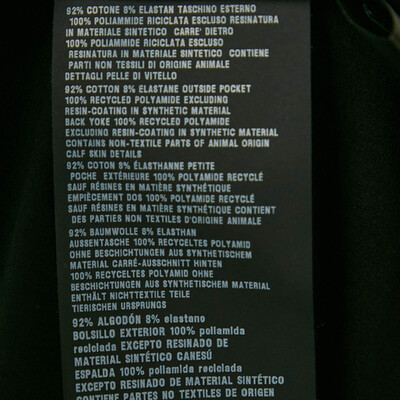 92% COTONE 8% ELASTAN TASCHINO ESTERNO
100% POLIAMMIDE RICICLATA ESCLUSO RESINATURA
IN MATERIALE SINTETICO CARRE' DIETRO
100% POLIAMMIDE RICICLATA ESCLUSO
RESINATURA IN MATERIALE SINTETICO CONTIENE
PARTI NON TESSILI DI ORIGINE ANIMALE
DETTAGLI PELLE DI VITELLO
92% COTTON 8% ELASTANE OUTSIDE POCKET
100% RECYCLED POLYAMIDE EXCLUDING
RESIN-COATING IN SYNTHETIC MATERIAL
BACK YOKE 100% RECYCLED POLYAMIDE
EXCLUDING RESIN-COATING IN SYNTHETIC MATERIAL
CONTAINS NON-TEXTILE PARTS OF ANIMAL ORIGIN
CALF SKIN DETAILS
92% COTON 8% ÉLASTHANNE PETITE
POCHE EXTÉRIEURE 100% POLYAMIDE RECYCLÉ
SAUF RÉSINES EN MATIÈRE SYNTHÉTIQUE
EMPIÈCEMENT DOS 100% POLYAMIDE RECYCLÉ
SAUF RÉSINES EN MATIÈRE SYNTHÉTIQUE CONTIENT
DES PARTIES NON TEXTILES D'ORIGINE ANIMALE
92% BAUMWOLLE 8% ELASTHAN
AUSSENTASCHE 100% RECYCELTES POLYAMID
OHNE BESCHICHTUNGEN AUS SYNTHETISCHEM
MATERIAL CARRÉ-AUSSCHNITT HINTEN
100% RECYCELTES POLYAMID OHNE
BESCHICHTUNGEN AUS SYNTHETISCHEM MATERIAL
ENTHÄLT NICHTTEXTILE TEILE
TIERISCHEN URSPRUNGS
92% ALGODÓN 8% elastano
BOLSILLO EXTERIOR 100% poliamida
reciclada EXCEPTO RESINADO DE
MATERIAL SINTÉTICO CANESÚ
ESPALDA 100% poliamida reciclada
EXCEPTO RESINADO DE MATERIAL SINTÉTICO
CONTIENE PARTES NO TEXTILES DE ORIGEN